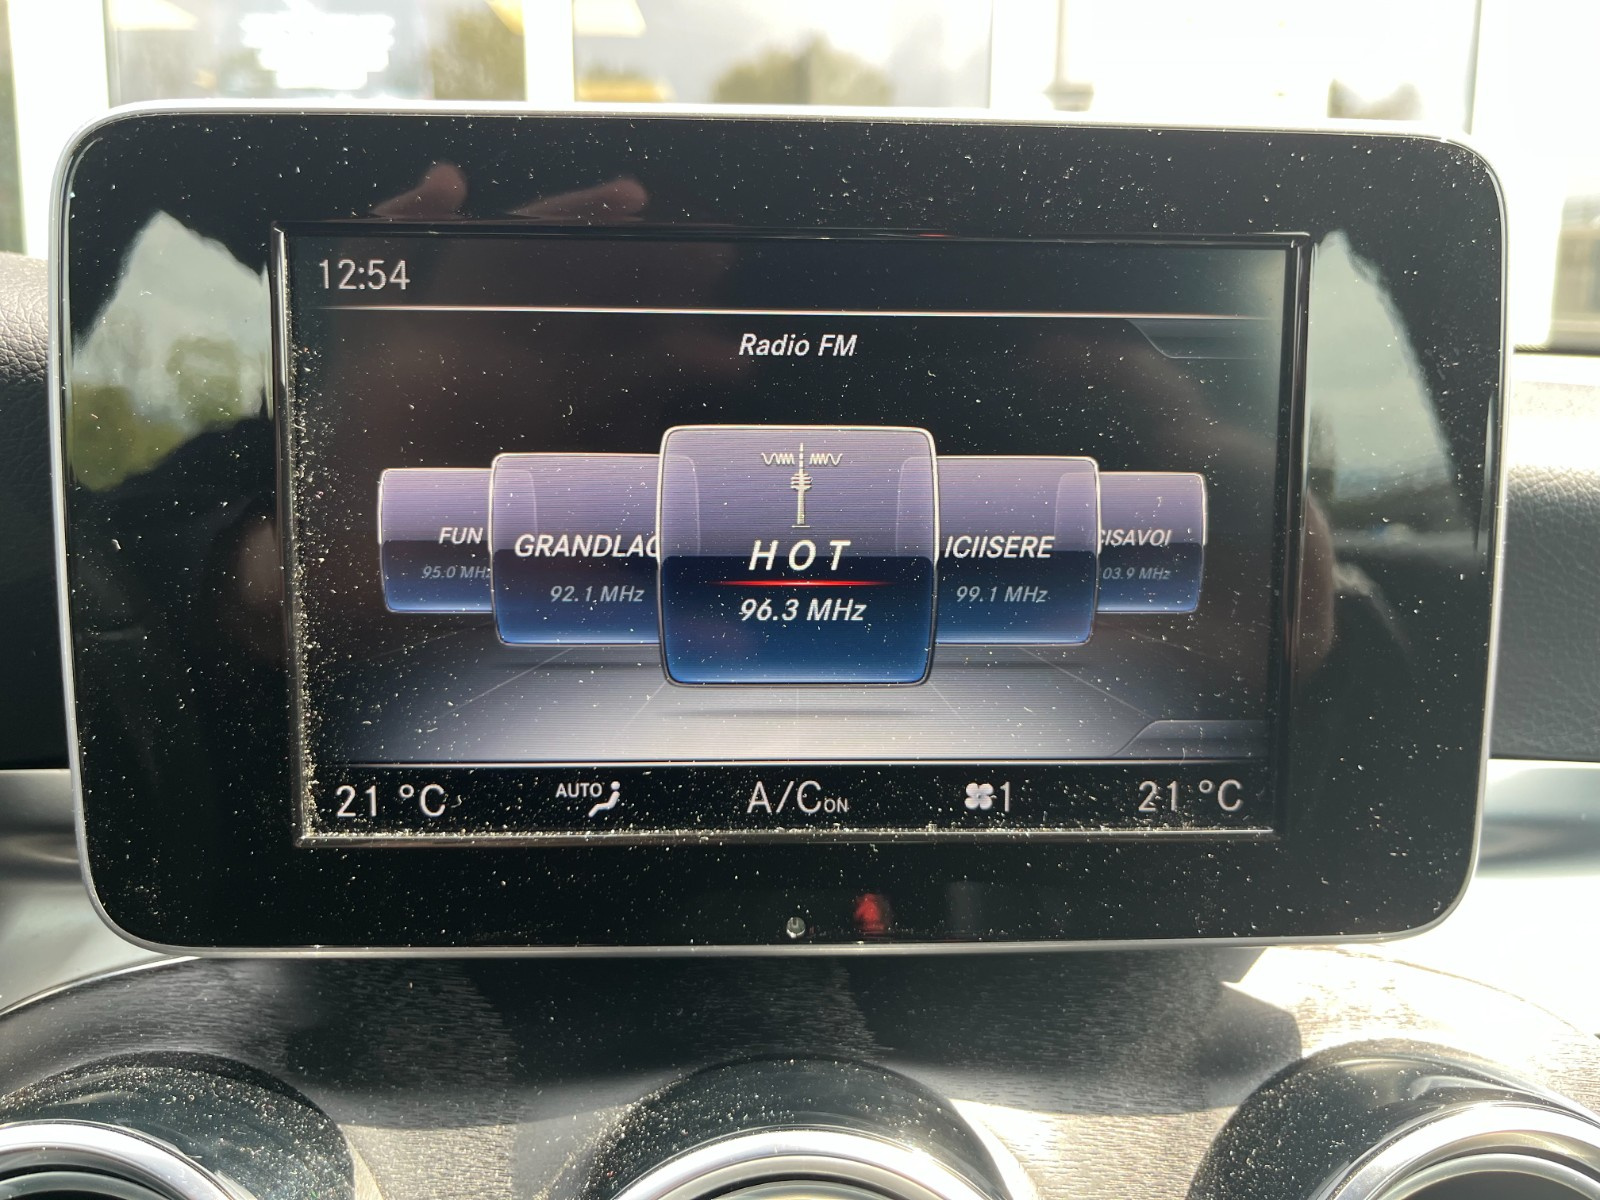 12:54
Radio FM
FUN
95.0 MHz
GRANDLAC
92.1 MHz
HOT
96.3 MHz
ICIISERE
99.1 MHz
CISAVOI
03.9 MHz
21 °C
AUTO
A/C ON
1
21 °C